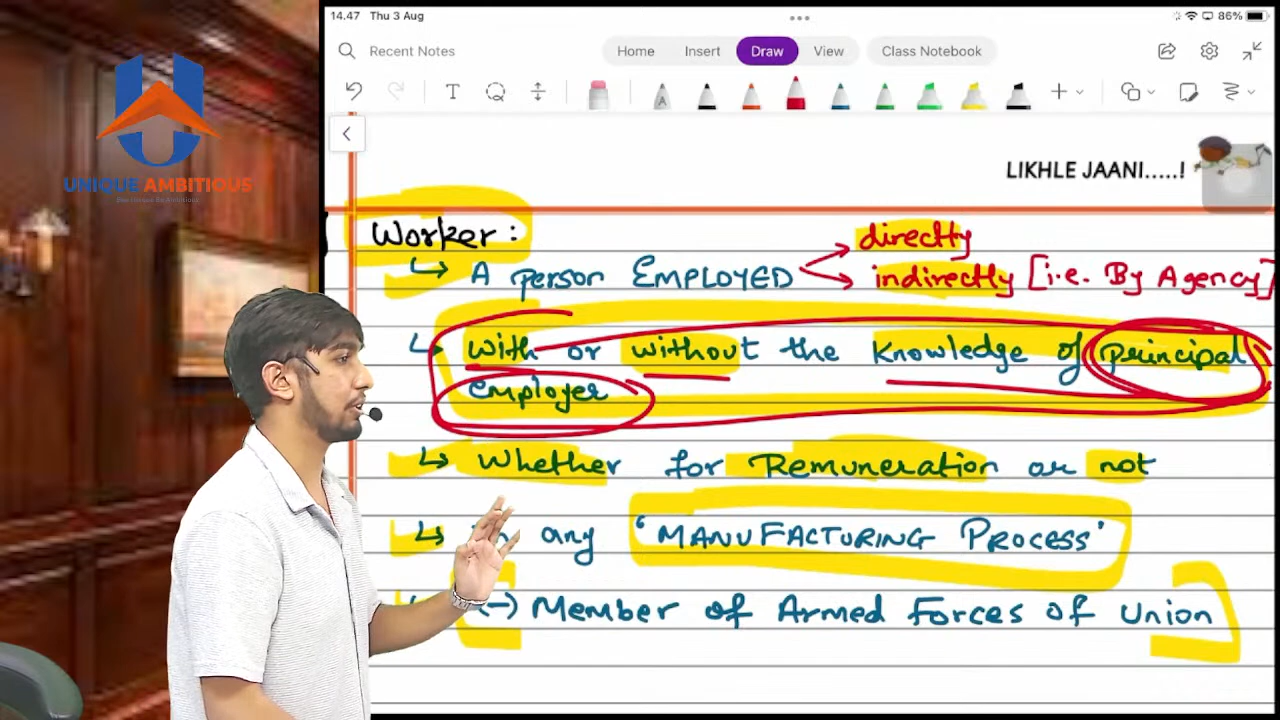 14.47 Thu 3 Aug
86%
Recent Notes
Home Insert Draw View Class Notebook
UNIQUE AMBITIOUS
LIKHLE JAANI.....!
Worker :
directly
↳ A person EMPLOYED
indirectly [i.e. By Agency]
↳ With or without the knowledge of principal
employer
↳ Whether for Remuneration or not
↳ any 'MANUFACTURING PROCESS'
(-) Member of Armed Forces of Union